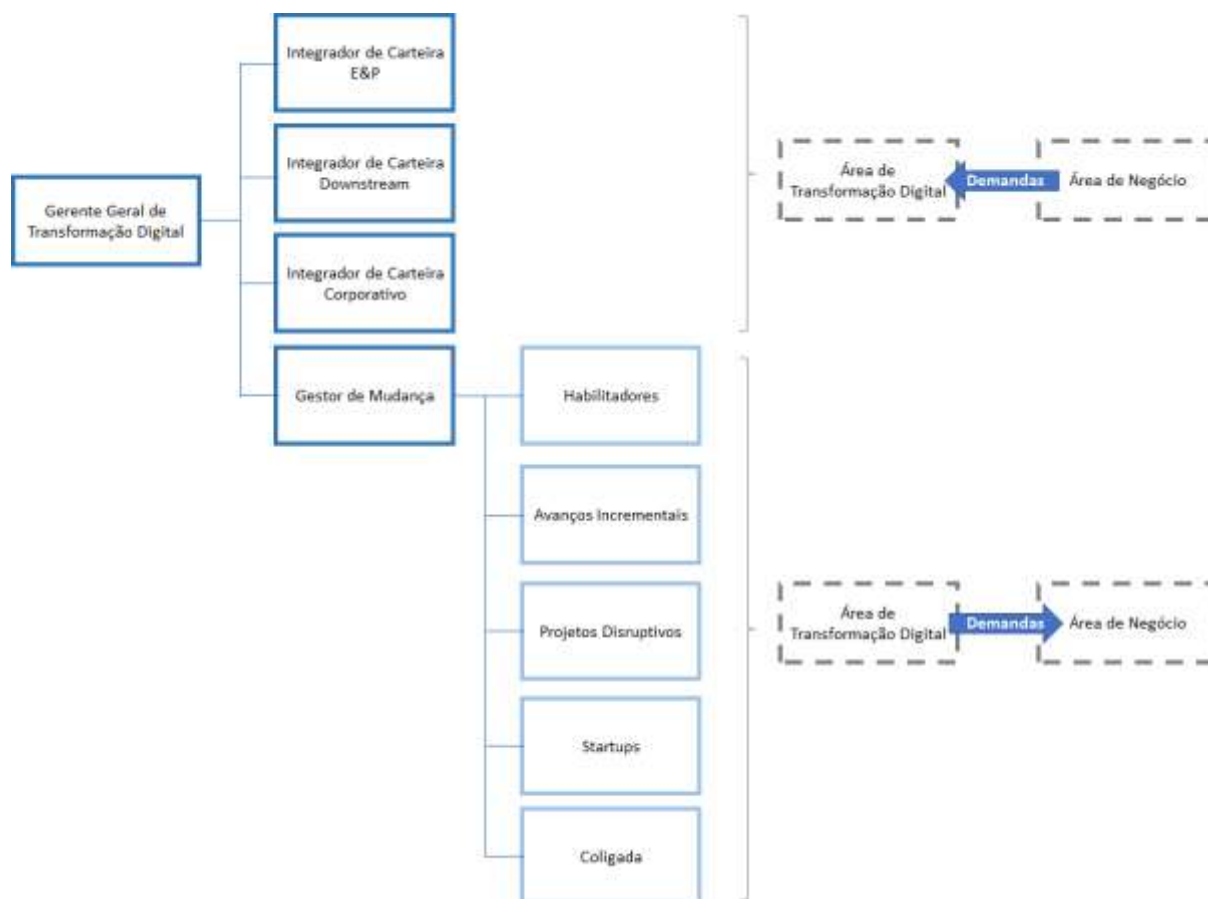 Integrador de Carteira
E&P
Integrador de Carteira
Downstream
Gerente Geral de
Transformação Digital
Integrador de Carteira
Corporativo
Gestor de Mudança
Área de
Transformação Digital
Demandas
Área de Negócio
Habilitadores
Avanços Incrementais
Projetos Disruptivos
Startups
Coligada
Área de
Transformação Digital
Demandas
Área de Negócio